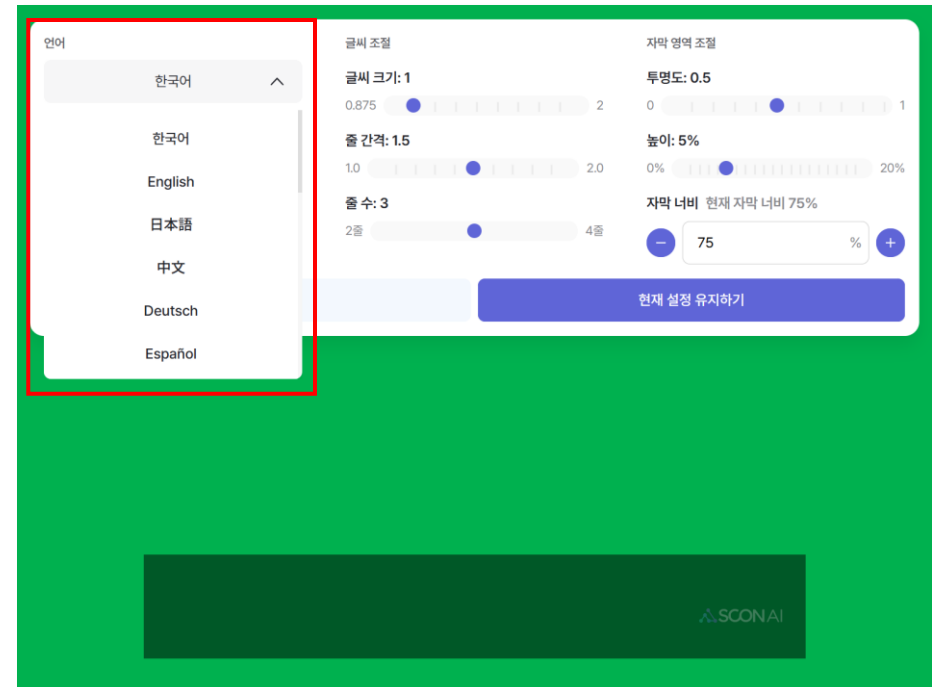 언어
한국어
한국어
English
日本語
中文
Deutsch
Español
글씨 조절
글씨 크기: 1
0.875 2
줄 간격: 1.5
1.0 2.0
줄 수: 3
2줄 4줄
자막 영역 조절
투명도: 0.5
0 1
높이: 5%
0% 20%
자막 너비 현재 자막 너비 75%
− 75 % +
현재 설정 유지하기
SCONAI